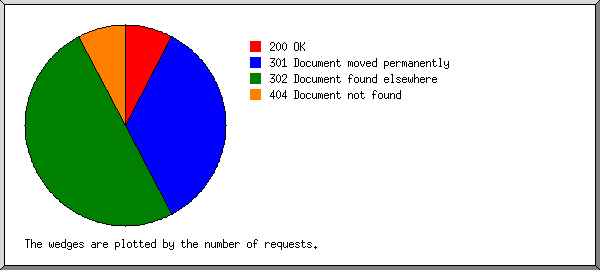 200 OK
301 Document moved permanently
302 Document found elsewhere
404 Document not found
The wedges are plotted by the number of requests.